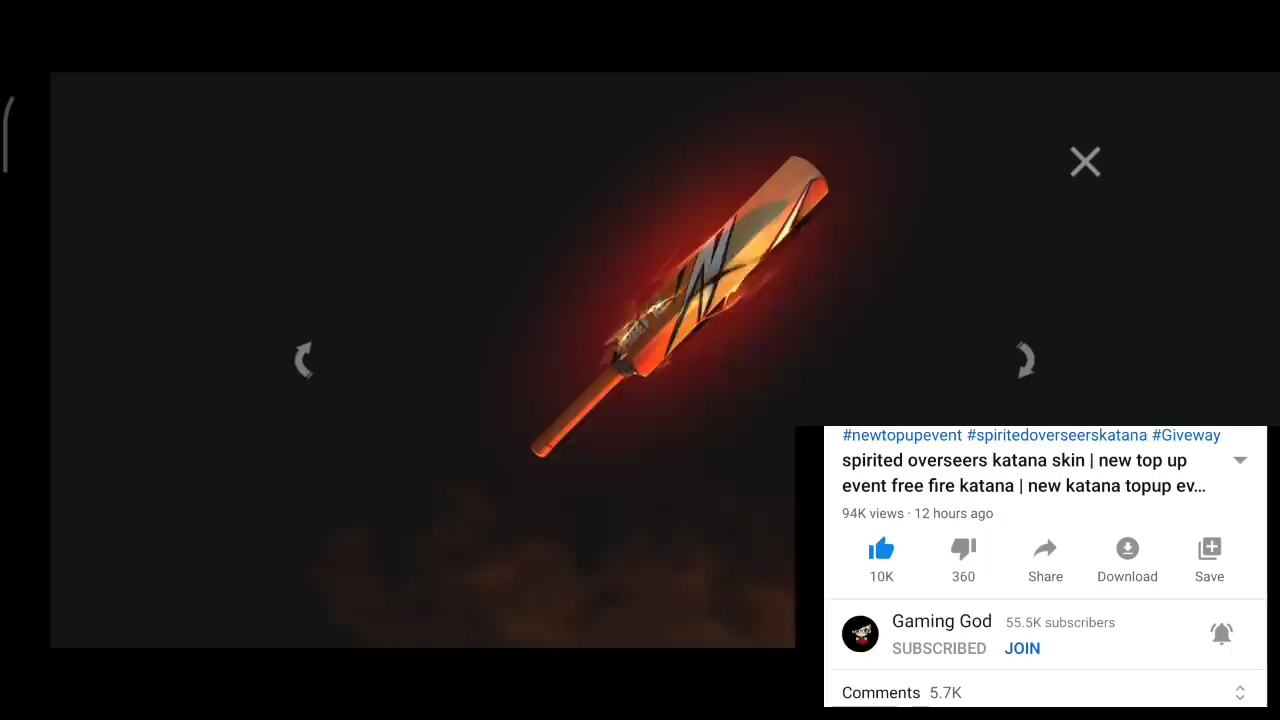 #newtopupevent #spiritedoverseerskatana #Giveway
spirited overseers katana skin | new top up
event free fire katana | new katana topup ev...
94K views · 12 hours ago
10K
360
Share
Download
Save
Gaming God 55.5K subscribers
SUBSCRIBED JOIN
Comments 5.7K